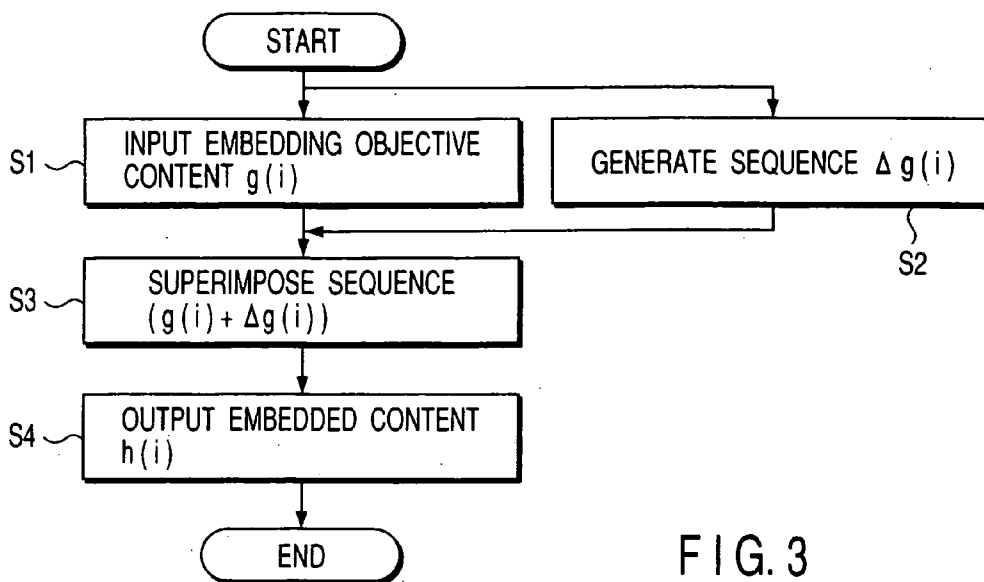 START
S1
INPUT EMBEDDING OBJECTIVE
CONTENT g(i)
GENERATE SEQUENCE Δg(i)
S2
S3
SUPERIMPOSE SEQUENCE
(g(i)+Δg(i))
S4
OUTPUT EMBEDDED CONTENT
h(i)
END
FIG.3